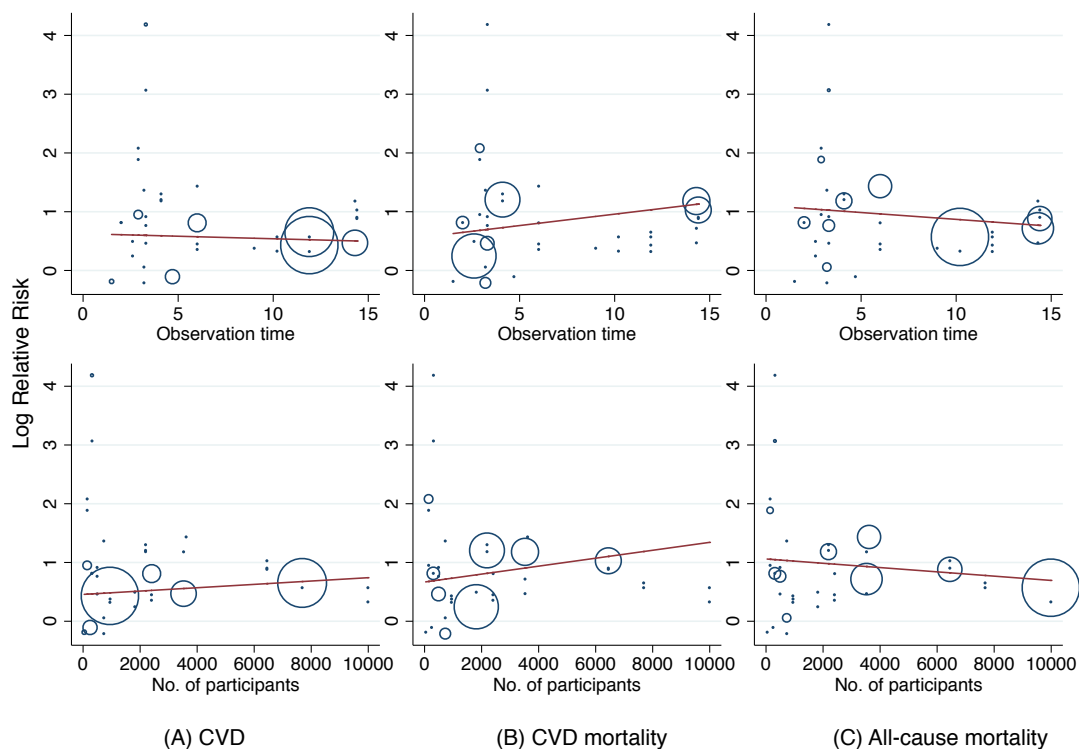 Log Relative Risk
4
3
2
1
0
0 5 10 15
Observation time
4
3
2
1
0
0 5 10 15
Observation time
4
3
2
1
0
0 5 10 15
Observation time
4
3
2
1
0
0 2000 4000 6000 8000 10000
No. of participants
4
3
2
1
0
0 2000 4000 6000 8000 10000
No. of participants
4
3
2
1
0
0 2000 4000 6000 8000 10000
No. of participants
(A) CVD
(B) CVD mortality
(C) All-cause mortality